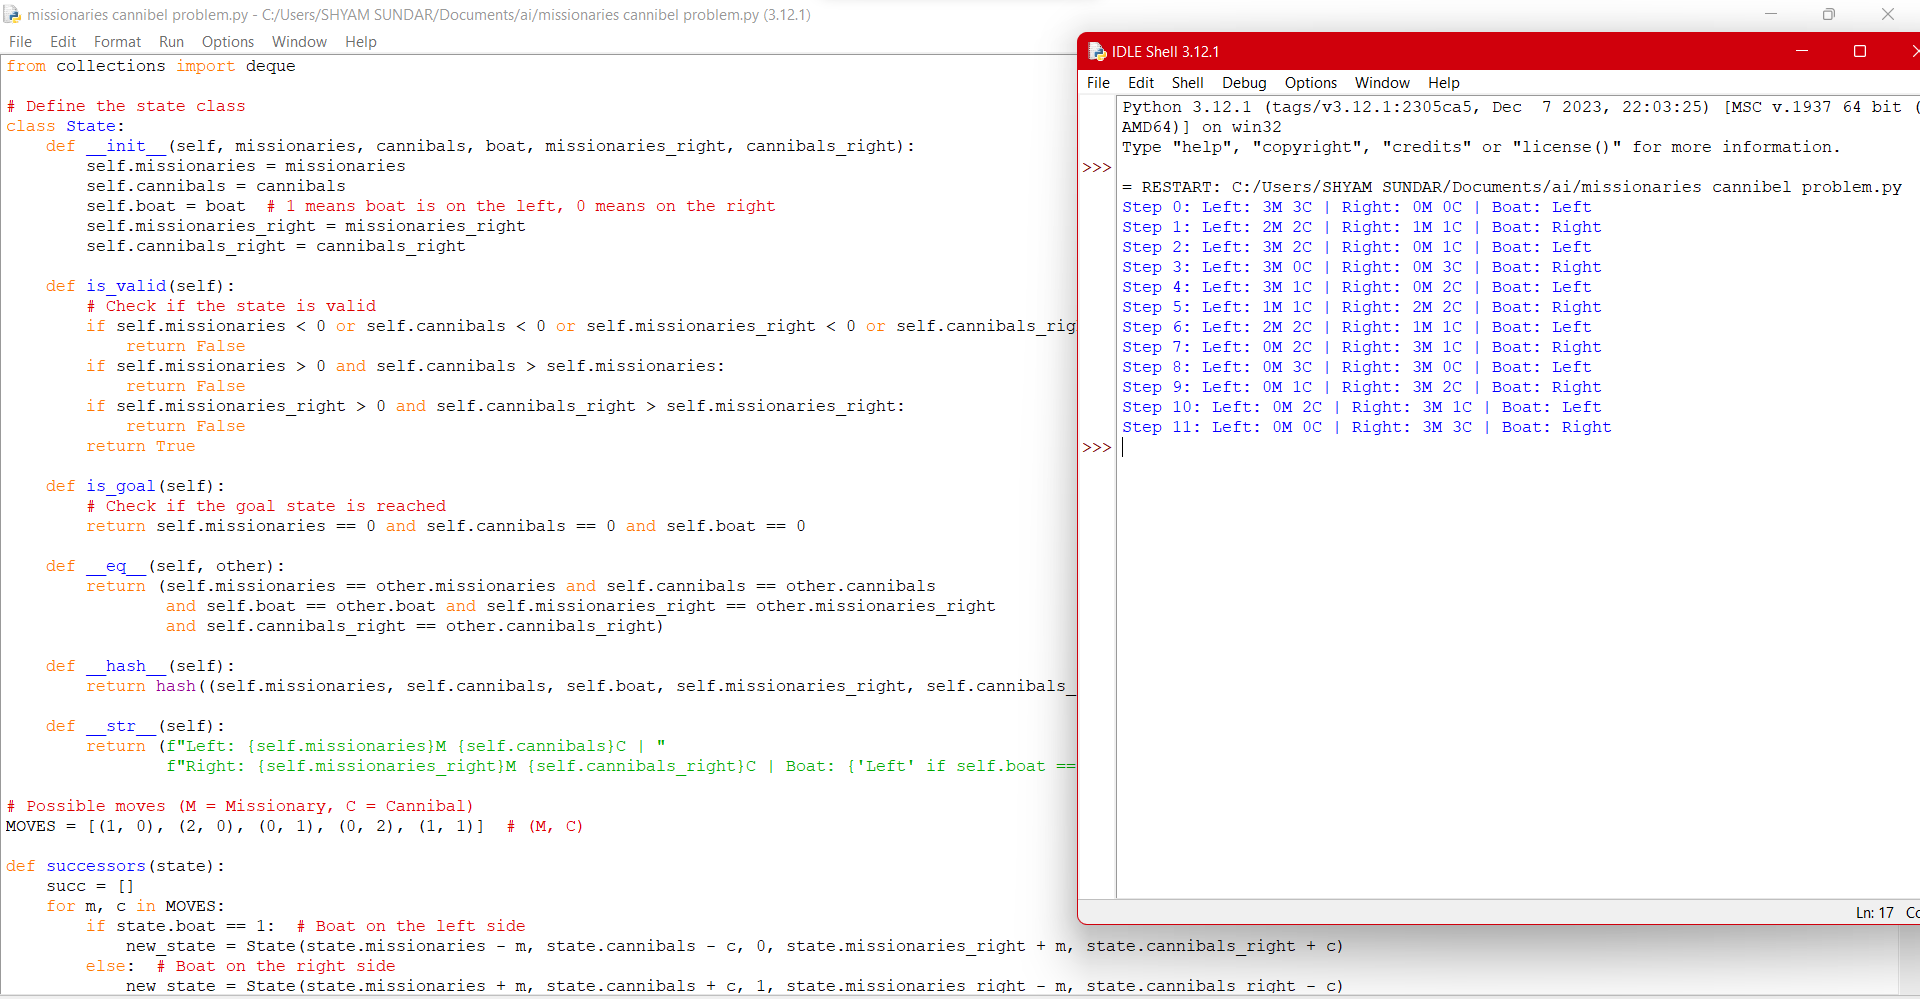 missionaries cannibel problem.py - C:/Users/SHYAM SUNDAR/Documents/ai/missionaries cannibel problem.py (3.12.1)
File Edit Format Run Options Window Help
from collections import deque
# Define the state class
class State:
    def __init__(self, missionaries, cannibals, boat, missionaries_right, cannibals_right):
        self.missionaries = missionaries
        self.cannibals = cannibals
        self.boat = boat  # 1 means boat is on the left, 0 means on the right
        self.missionaries_right = missionaries_right
        self.cannibals_right = cannibals_right
    def is_valid(self):
        # Check if the state is valid
        if self.missionaries < 0 or self.cannibals < 0 or self.missionaries_right < 0 or self.cannibals_rig
            return False
        if self.missionaries > 0 and self.cannibals > self.missionaries:
            return False
        if self.missionaries_right > 0 and self.cannibals_right > self.missionaries_right:
            return False
        return True
    def is_goal(self):
        # Check if the goal state is reached
        return self.missionaries == 0 and self.cannibals == 0 and self.boat == 0
    def __eq__(self, other):
        return (self.missionaries == other.missionaries and self.cannibals == other.cannibals
                and self.boat == other.boat and self.missionaries_right == other.missionaries_right
                and self.cannibals_right == other.cannibals_right)
    def __hash__(self):
        return hash((self.missionaries, self.cannibals, self.boat, self.missionaries_right, self.cannibals_
    def __str__(self):
        return (f"Left: {self.missionaries}M {self.cannibals}C | "
                f"Right: {self.missionaries_right}M {self.cannibals_right}C | Boat: {'Left' if self.boat ==
# Possible moves (M = Missionary, C = Cannibal)
MOVES = [(1, 0), (2, 0), (0, 1), (0, 2), (1, 1)]  # (M, C)
def successors(state):
    succ = []
    for m, c in MOVES:
        if state.boat == 1:  # Boat on the left side
            new_state = State(state.missionaries - m, state.cannibals - c, 0, state.missionaries_right + m, state.cannibals_right + c)
        else:  # Boat on the right side
            new_state = State(state.missionaries + m, state.cannibals + c, 1, state.missionaries_right - m, state.cannibals_right - c)
IDLE Shell 3.12.1
File Edit Shell Debug Options Window Help
Python 3.12.1 (tags/v3.12.1:2305ca5, Dec  7 2023, 22:03:25) [MSC v.1937 64 bit (
AMD64)] on win32
Type "help", "copyright", "credits" or "license()" for more information.
>>>
= RESTART: C:/Users/SHYAM SUNDAR/Documents/ai/missionaries cannibel problem.py
Step 0: Left: 3M 3C | Right: 0M 0C | Boat: Left
Step 1: Left: 2M 2C | Right: 1M 1C | Boat: Right
Step 2: Left: 3M 2C | Right: 0M 1C | Boat: Left
Step 3: Left: 3M 0C | Right: 0M 3C | Boat: Right
Step 4: Left: 3M 1C | Right: 0M 2C | Boat: Left
Step 5: Left: 1M 1C | Right: 2M 2C | Boat: Right
Step 6: Left: 2M 2C | Right: 1M 1C | Boat: Left
Step 7: Left: 0M 2C | Right: 3M 1C | Boat: Right
Step 8: Left: 0M 3C | Right: 3M 0C | Boat: Left
Step 9: Left: 0M 1C | Right: 3M 2C | Boat: Right
Step 10: Left: 0M 2C | Right: 3M 1C | Boat: Left
Step 11: Left: 0M 0C | Right: 3M 3C | Boat: Right
>>>
Ln: 17 Co